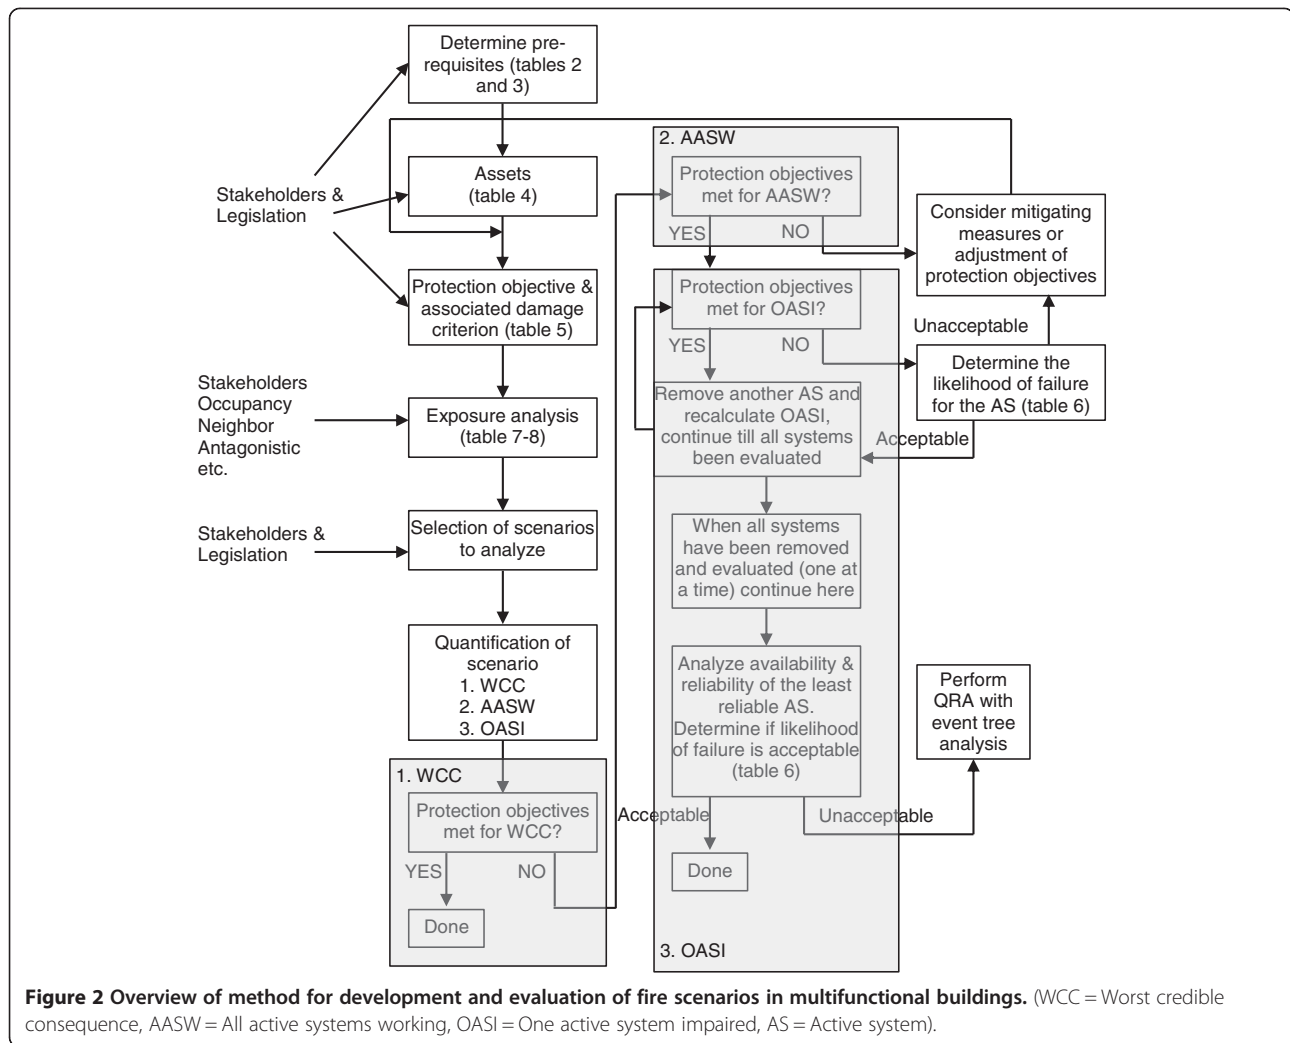 Determine pre-
requisites (tables 2
and 3)
Stakeholders &
Legislation
Assets
(table 4)
Protection objective &
associated damage
criterion (table 5)
Stakeholders
Occupancy
Neighbor
Antagonistic
etc.
Exposure analysis
(table 7-8)
Stakeholders &
Legislation
Selection of scenarios
to analyze
Quantification of
scenario
1. WCC
2. AASW
3. OASI
1. WCC
Protection objectives
met for WCC?
YES
NO
Done
2. AASW
Protection objectives
met for AASW?
YES
NO
Consider mitigating
measures or
adjustment of
protection objectives
Protection objectives
met for OASI?
YES
NO
Unacceptable
Determine the
likelihood of failure
for the AS (table 6)
Acceptable
Remove another AS and
recalculate OASI,
continue till all systems
been evaluated
When all systems
have been removed
and evaluated (one at
a time) continue here
Analyze availability &
reliability of the least
reliable AS.
Determine if likelihood
of failure is acceptable
(table 6)
Acceptable
Unacceptable
Perform
QRA with
event tree
analysis
Done
3. OASI
Figure 2 Overview of method for development and evaluation of fire scenarios in multifunctional buildings. (WCC = Worst credible
consequence, AASW = All active systems working, OASI = One active system impaired, AS = Active system).